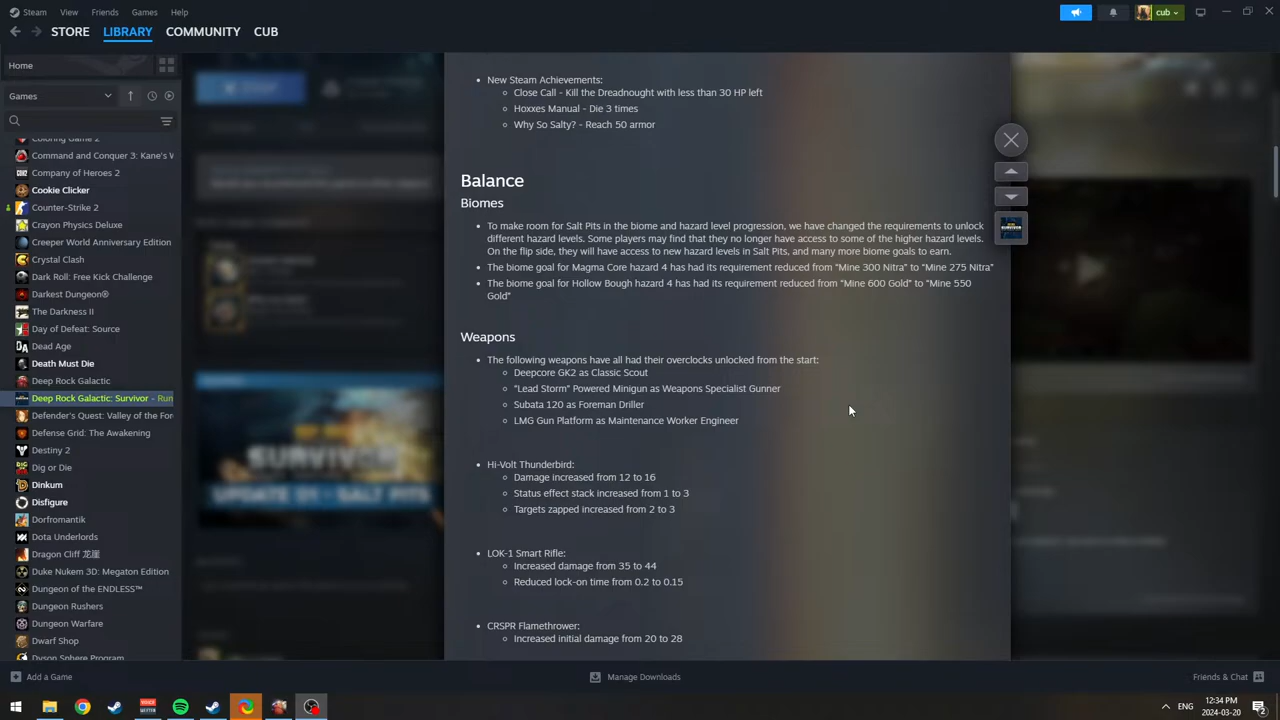 Steam View Friends Games Help
cub
STORE LIBRARY COMMUNITY CUB
Home
Games
Coloring Game 2
Command and Conquer 3: Kane's W
Company of Heroes 2
Cookie Clicker
Counter-Strike 2
Crayon Physics Deluxe
Creeper World Anniversary Edition
Crystal Clash
Dark Roll: Free Kick Challenge
Darkest Dungeon®
The Darkness II
Day of Defeat: Source
Dead Age
Death Must Die
Deep Rock Galactic
Deep Rock Galactic: Survivor - Run
Defender's Quest: Valley of the For
Defense Grid: The Awakening
Destiny 2
Dig or Die
Dinkum
Disfigure
Dorfromantik
Dota Underlords
Dragon Cliff 龙崖
Duke Nukem 3D: Megaton Edition
Dungeon of the ENDLESS™
Dungeon Rushers
Dungeon Warfare
Dwarf Shop
Dyson Sphere Program
SURVIVOR
UPDATE 01 - SALT PITS
New Steam Achievements:
Close Call - Kill the Dreadnought with less than 30 HP left
Hoxxes Manual - Die 3 times
Why So Salty? - Reach 50 armor
Balance
Biomes
To make room for Salt Pits in the biome and hazard level progression, we have changed the requirements to unlock
different hazard levels. Some players may find that they no longer have access to some of the higher hazard levels.
On the flip side, they will have access to new hazard levels in Salt Pits, and many more biome goals to earn.
The biome goal for Magma Core hazard 4 has had its requirement reduced from “Mine 300 Nitra” to “Mine 275 Nitra”
The biome goal for Hollow Bough hazard 4 has had its requirement reduced from “Mine 600 Gold” to “Mine 550
Gold”
Weapons
The following weapons have all had their overclocks unlocked from the start:
Deepcore GK2 as Classic Scout
“Lead Storm” Powered Minigun as Weapons Specialist Gunner
Subata 120 as Foreman Driller
LMG Gun Platform as Maintenance Worker Engineer
Hi-Volt Thunderbird:
Damage increased from 12 to 16
Status effect stack increased from 1 to 3
Targets zapped increased from 2 to 3
LOK-1 Smart Rifle:
Increased damage from 35 to 44
Reduced lock-on time from 0.2 to 0.15
CRSPR Flamethrower:
Increased initial damage from 20 to 28
SURVIVOR
Add a Game
Manage Downloads
Friends & Chat
ENG
12:34 PM
2024-03-20
2